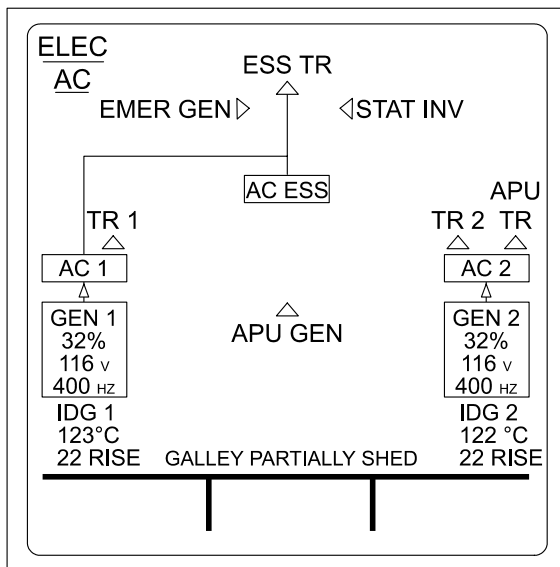 ELEC
AC
ESS TR
EMER GEN
STAT INV
AC ESS
APU
TR 1
TR 2
TR
AC 1
AC 2
GEN 1
32%
116 V
400 HZ
APU GEN
GEN 2
32%
116 V
400 HZ
IDG 1
123°C
22 RISE
IDG 2
122 °C
22 RISE
GALLEY PARTIALLY SHED